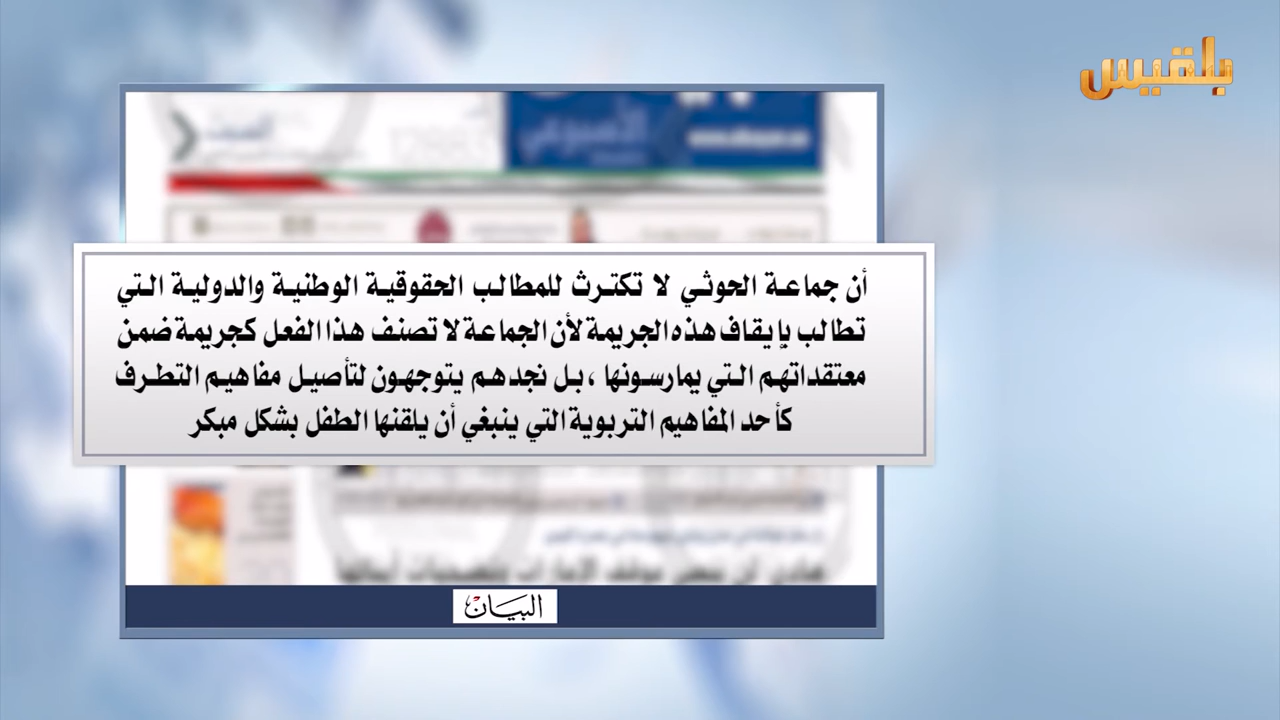 بلقيس
الأسبوعي
أن جماعة الحوثي لا تكترث للمطالب الحقوقية الوطنية والدولية التي
تطالب بإيقاف هذه الجريمة لأن الجماعة لا تصنف هذا الفعل كجريمة ضمن
معتقداتهم التي يمارسونها ، بل نجدهم يتوجهون لتأصيل مفاهيم التطرف
كأحد المفاهيم التربوية التي ينبغي أن يلقنها الطفل بشكل مبكر
البيان